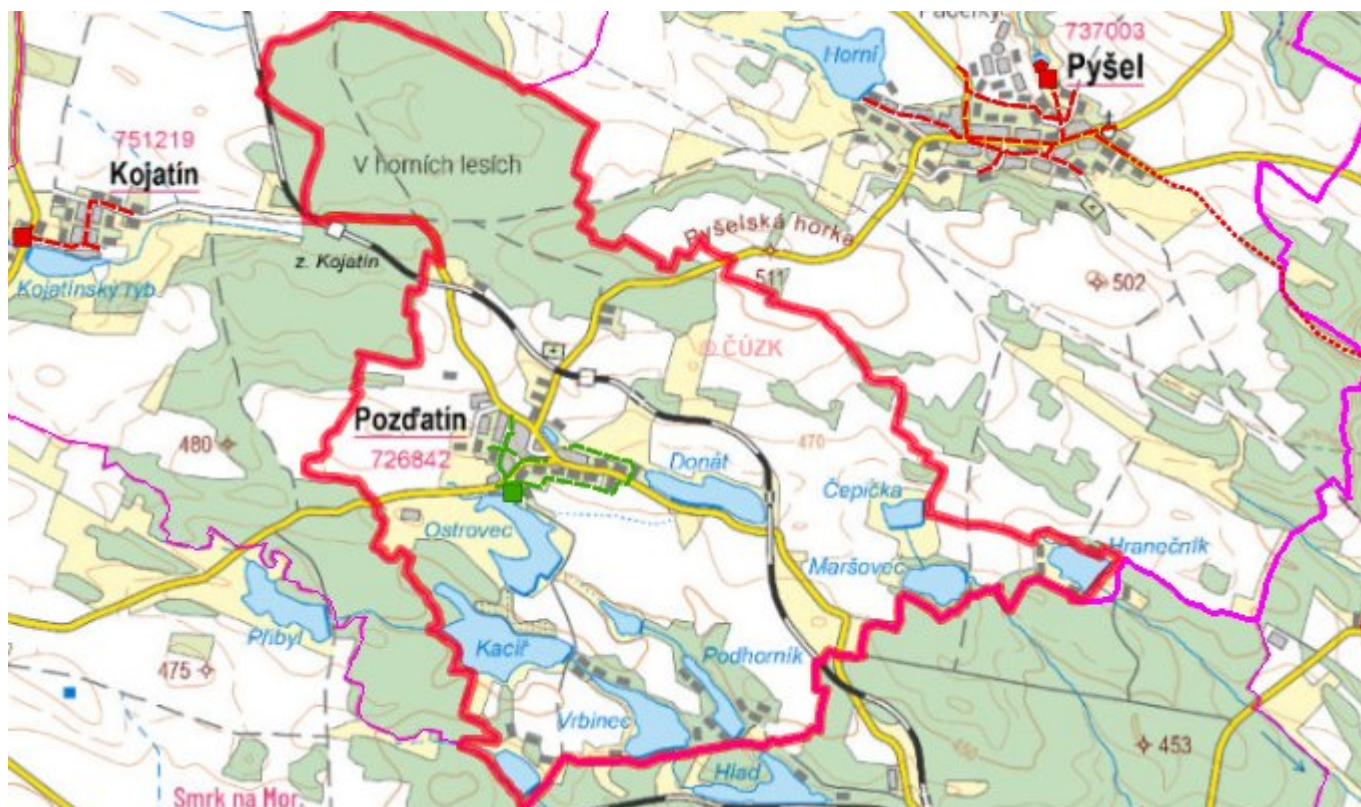 Horní
737003
Pyšel
751219
Kojatín
V horních lesích
Pyšelská horka
z. Kojatín
Kojatínský ryb.
511
502
© ČÚZK
Pozďatín
480
470
726842
Donát
Čepička
Ostrovec
Hranečník
Maršovec
Přibyl
Kacíř
475
Podhorník
Vrbinec
453
450
Hlad
Smrk na Mor.